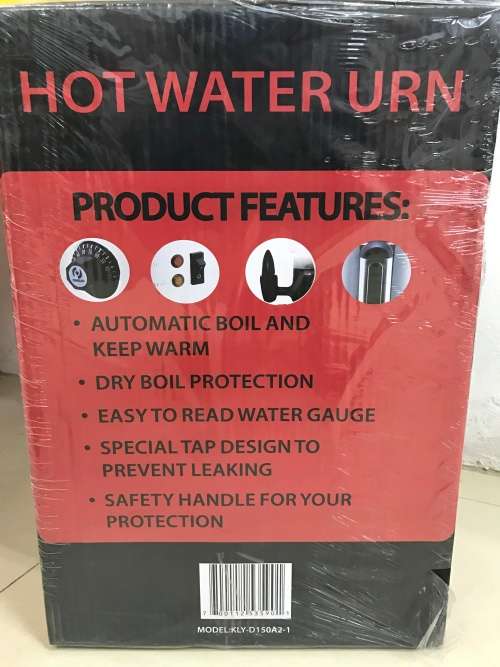 HOT WATER URN
PRODUCT FEATURES:
• AUTOMATIC BOIL AND
KEEP WARM
• DRY BOIL PROTECTION
• EASY TO READ WATER GAUGE
• SPECIAL TAP DESIGN TO
PREVENT LEAKING
• SAFETY HANDLE FOR YOUR
PROTECTION
MODEL:KLY-D150A2-1